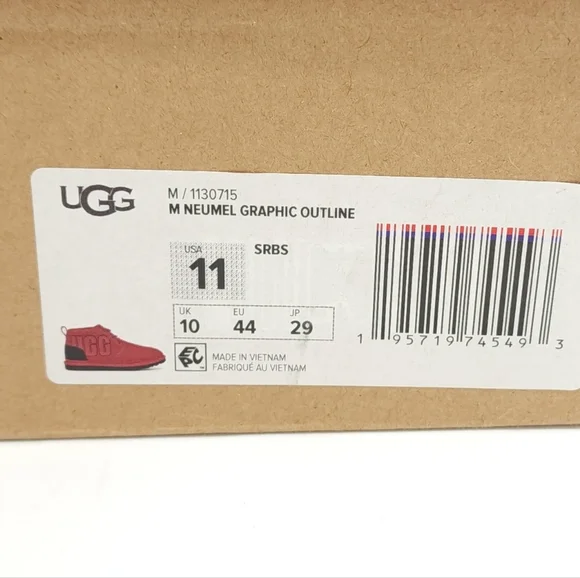 UGG
M / 1130715
M NEUMEL GRAPHIC OUTLINE
USA
11
SRBS
UK EU JP
10 44 29
MADE IN VIETNAM
FABRIQUÉ AU VIETNAM
UGG
1 95719 74549 3